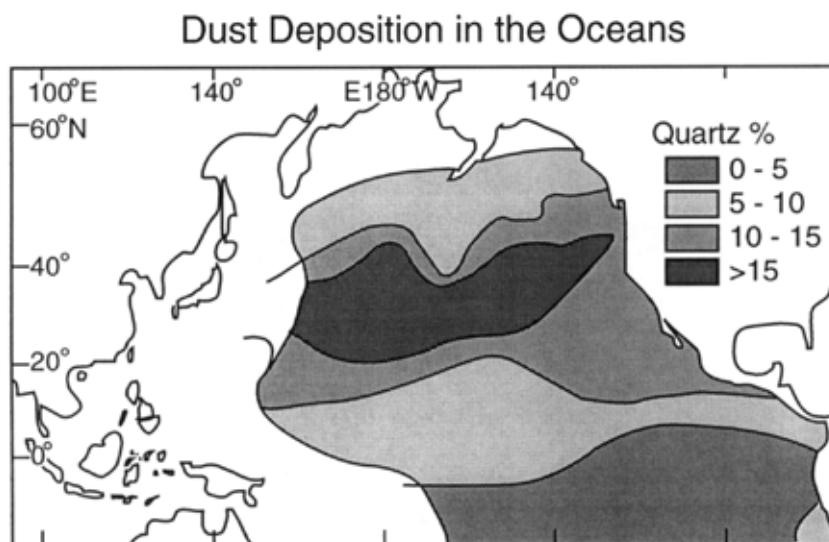 Dust Deposition in the Oceans
100°E 140° E180°W 140°
60°N
Quartz %
0 - 5
5 - 10
10 - 15
>15
40°
20°
0°